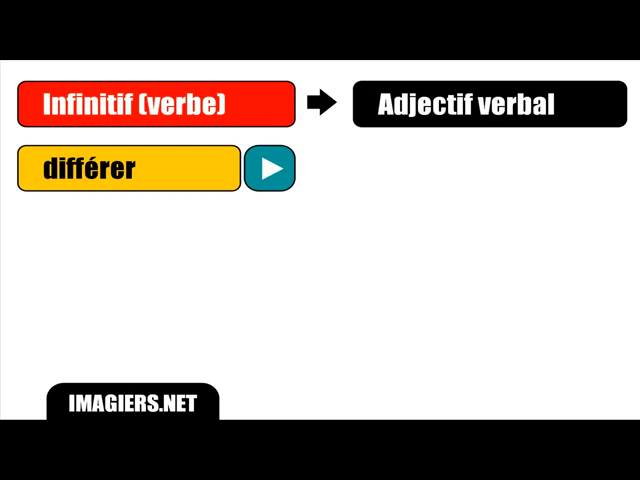 Infinitif (verbe)
Adjectif verbal
différer
IMAGIERS.NET